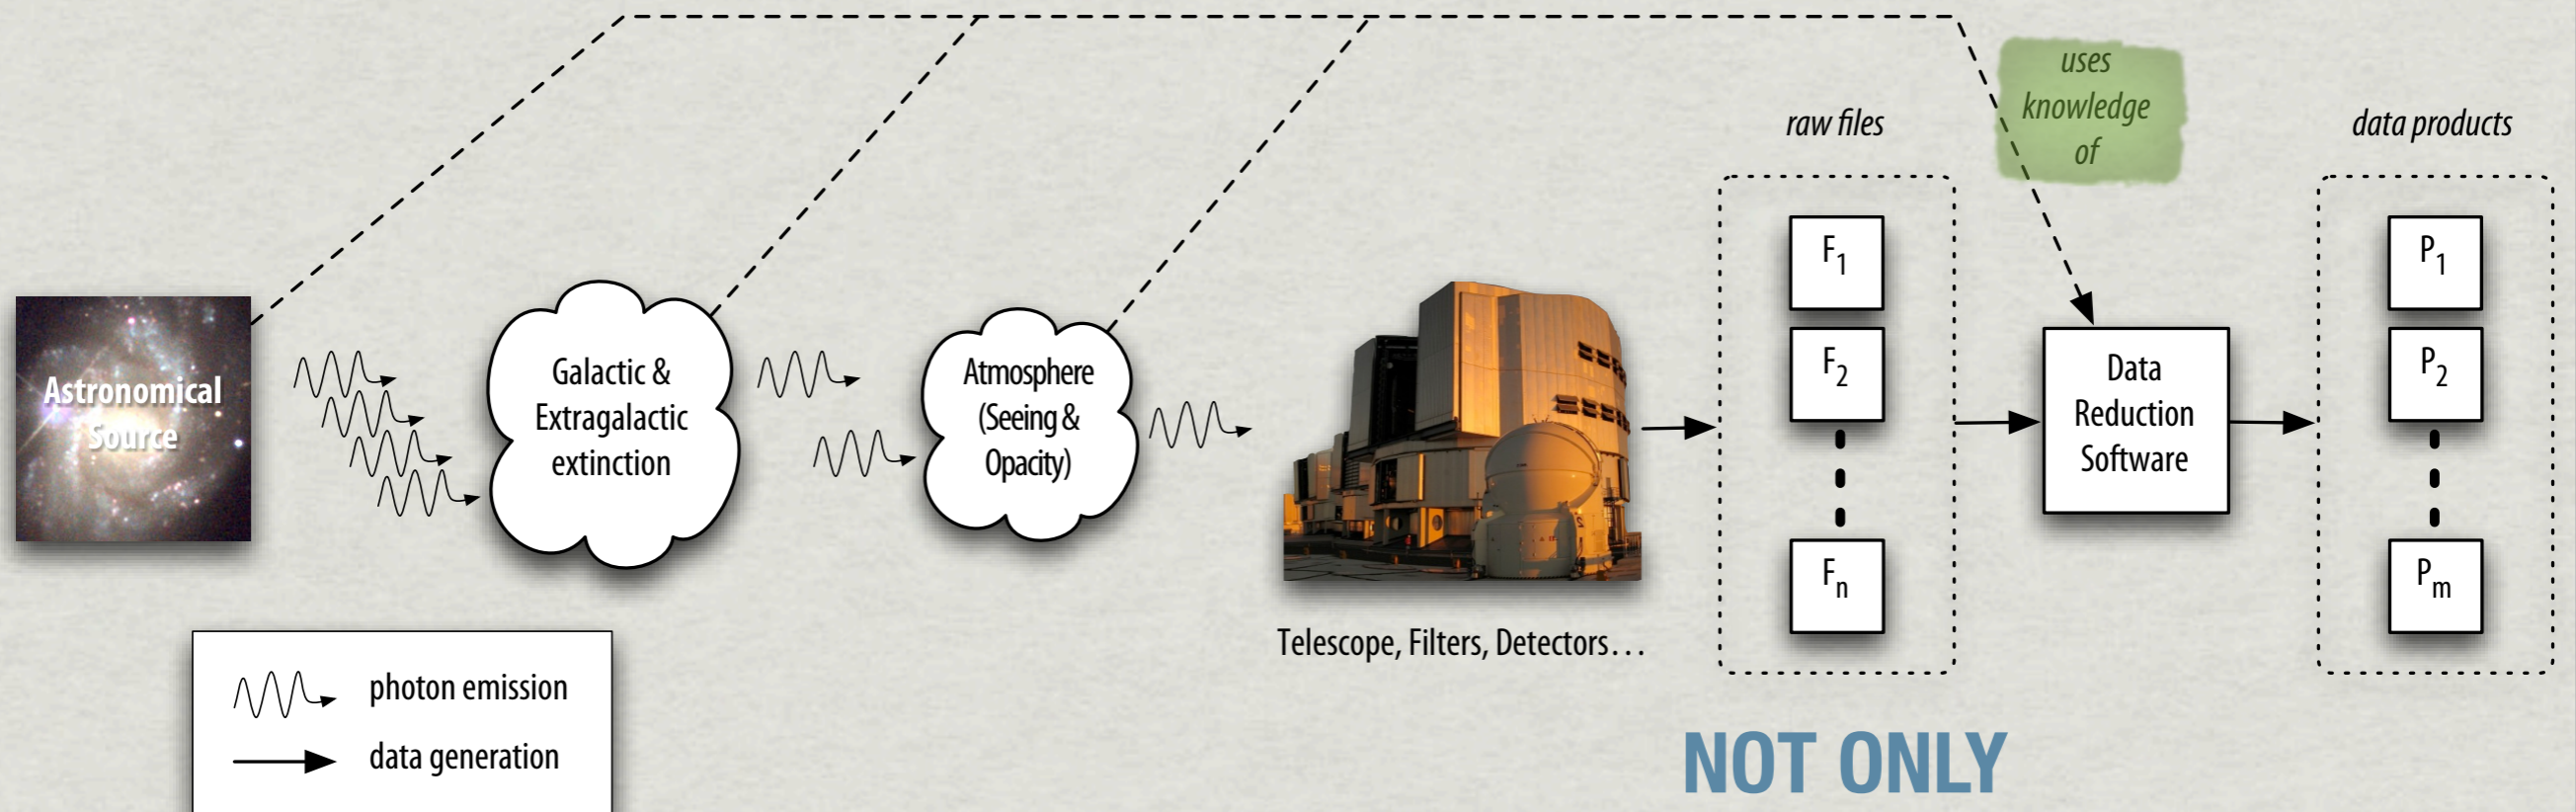 uses
knowledge
of
raw files
data products
Astronomical
Source
Galactic &
Extragalactic
extinction
Atmosphere
(Seeing &
Opacity)
Telescope, Filters, Detectors…
F1
F2
Fn
Data
Reduction
Software
P1
P2
Pm
photon emission
data generation
NOT ONLY